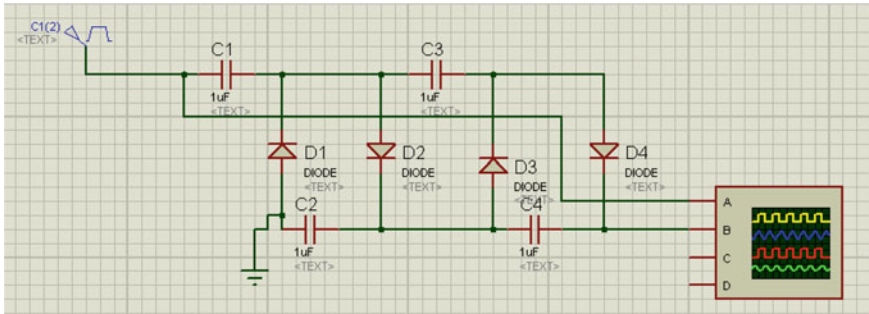 C1(2)
<TEXT>
C1
1uF
<TEXT>
C3
1uF
<TEXT>
D1
DIODE
<TEXT>
D2
DIODE
<TEXT>
D3
DIODE
<TEXT>
D4
DIODE
<TEXT>
C2
1uF
<TEXT>
C4
1uF
<TEXT>
A
B
C
D